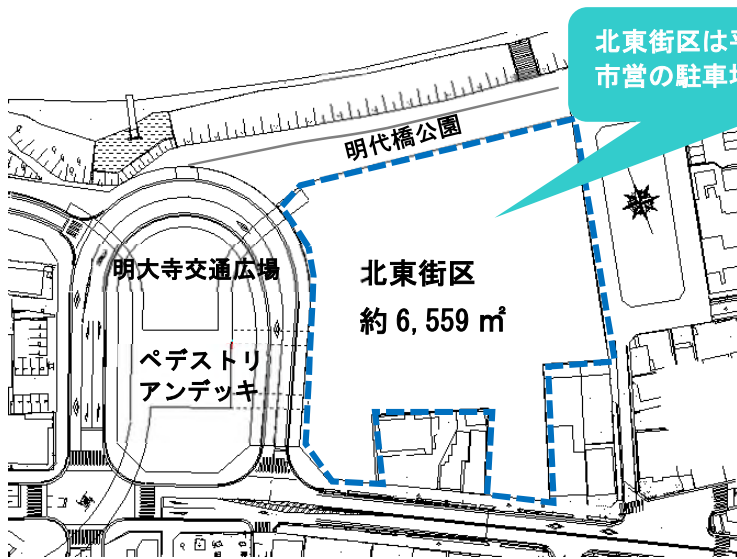 北東街区は
市営の駐車
明代橋公園
明大寺交通広場
北東街区
約 6,559 ㎡
ペデストリ
アンデッキ